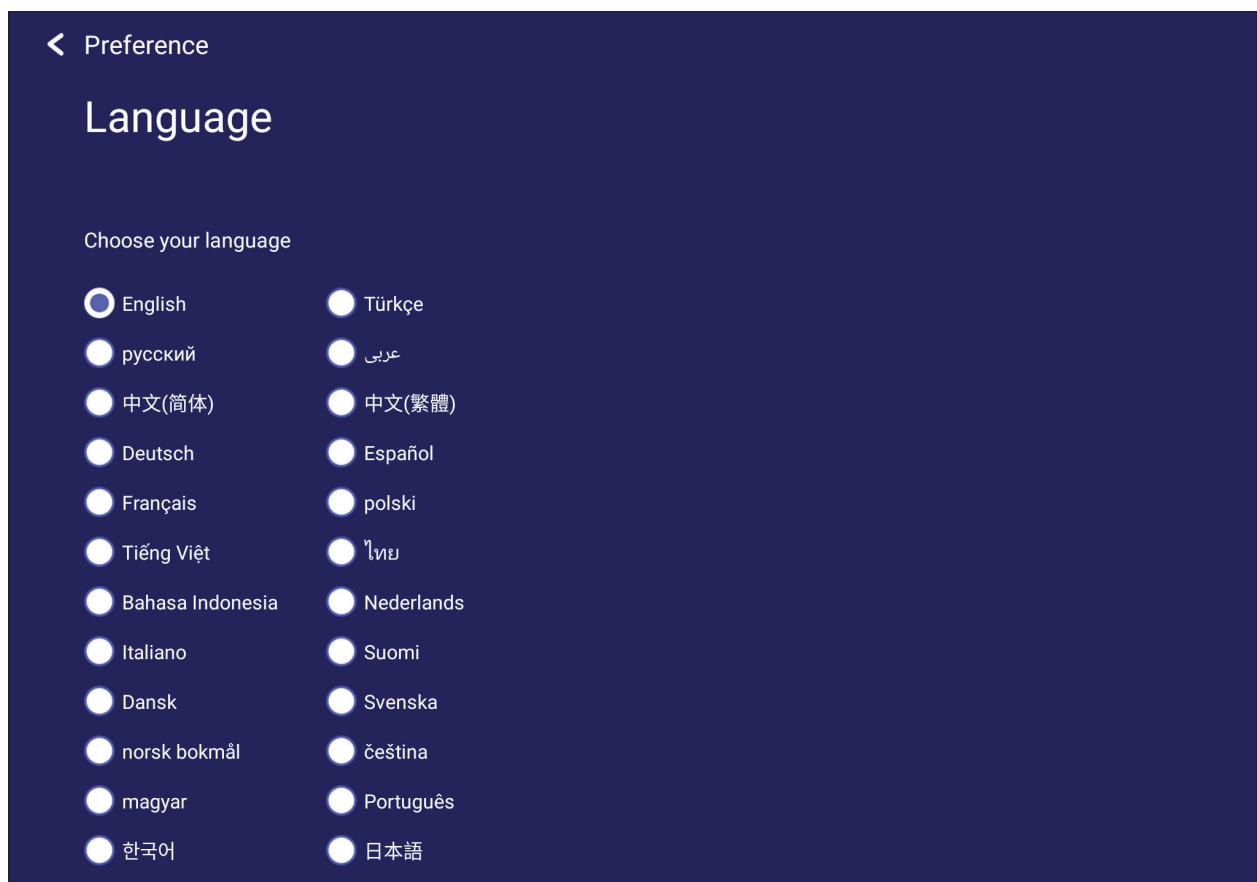 Preference
Language
Choose your language
English Türkçe
русский عربى
中文(简体) 中文(繁體)
Deutsch Español
Français polski
Tiếng Việt ไทย
Bahasa Indonesia Nederlands
Italiano Suomi
Dansk Svenska
norsk bokmål čeština
magyar Português
한국어 日本語